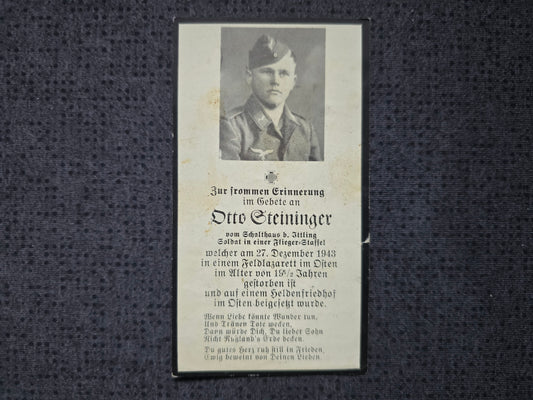 Zur frommen Erinnerung
im Gebete an
Otto Steininger
vom Schalthaus b. Ittling
Soldat in einer Flieger-Staffel
welcher am 27. Dezember 1943
in einem Feldlazarett im Osten
im Alter von 19½ Jahren
gestorben ist
und auf einem Heldenfriedhof
im Osten beigesetzt wurde.
Wenn Liebe könnte Wunder tun,
Und Tränen Tote wecken,
Dann würde Dich, Du lieber Sohn
Nicht Rußland's Erde decken.
Du gutes Herz ruh still in Frieden,
Ewig beweint von Deinen Lieben.